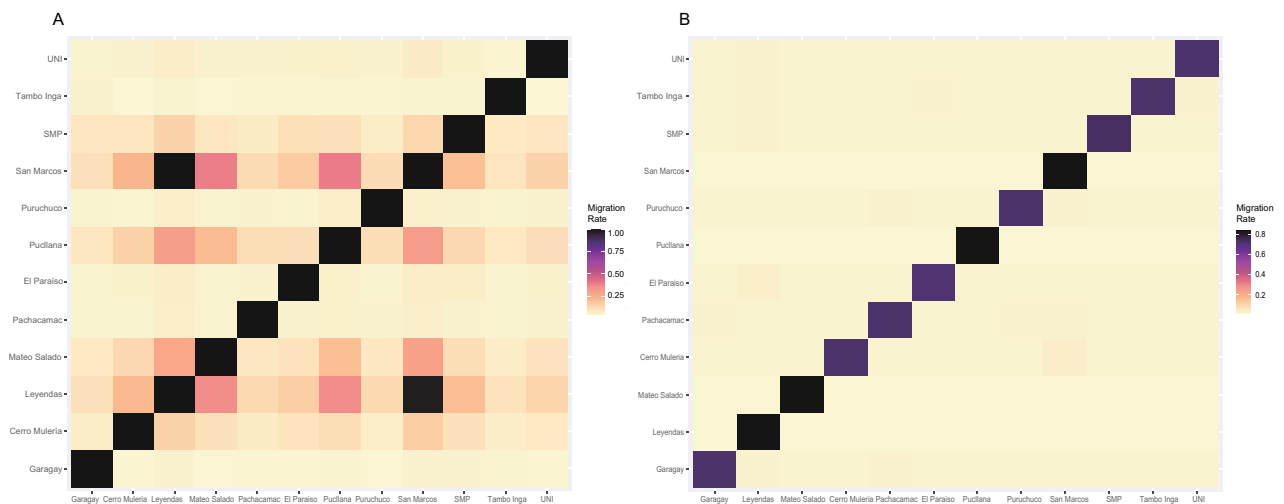 A
UNI
Tambo Inga
SMP
San Marcos
Puruchuco
Pucllana
El Paraiso
Pachacamac
Mateo Salado
Leyendas
Cerro Muleria
Garagay
Garagay Cerro Muleria Leyendas Mateo Salado Pachacamac El Paraiso Pucllana Puruchuco San Marcos SMP Tambo Inga UNI
Migration
Rate
1.00
0.75
0.50
0.25
B
UNI
Tambo Inga
SMP
San Marcos
Puruchuco
Pucllana
El Paraiso
Pachacamac
Cerro Muleria
Mateo Salado
Leyendas
Garagay
Garagay Leyendas Mateo Salado Cerro Muleria Pachacamac El Paraiso Pucllana Puruchuco San Marcos SMP Tambo Inga UNI
Migration
Rate
0.8
0.6
0.4
0.2